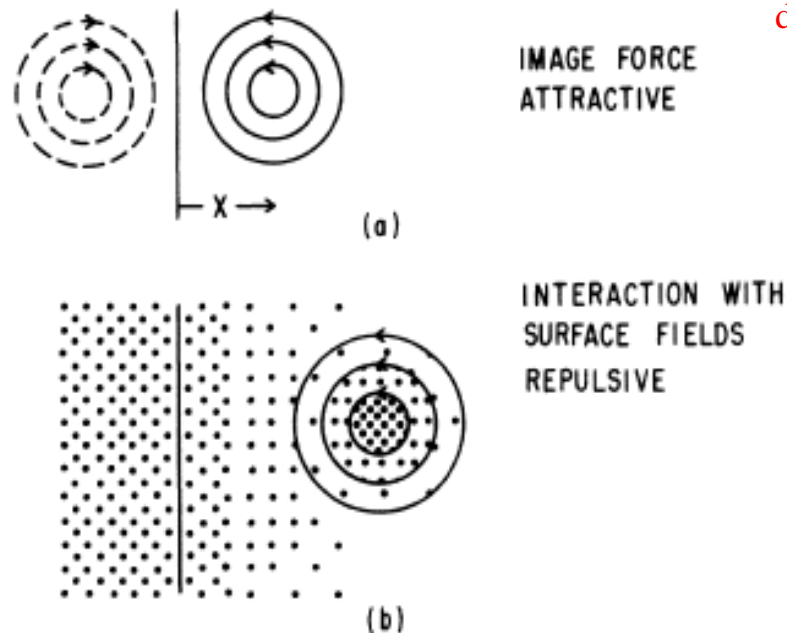 d
IMAGE FORCE
ATTRACTIVE
X
(a)
INTERACTION WITH
SURFACE FIELDS
REPULSIVE
(b)